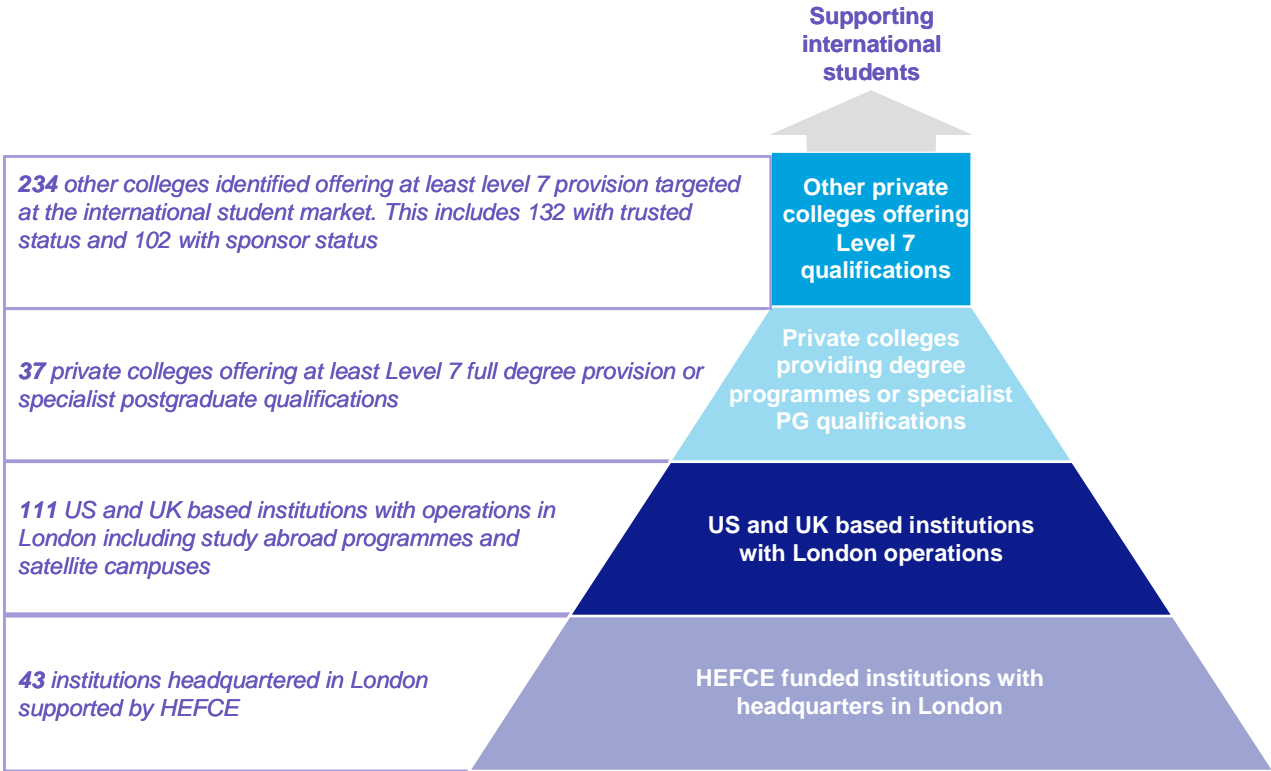 Supporting
international
students
234 other colleges identified offering at least level 7 provision targeted
at the international student market. This includes 132 with trusted
status and 102 with sponsor status
Other private
colleges offering
Level 7
qualifications
37 private colleges offering at least Level 7 full degree provision or
specialist postgraduate qualifications
Private colleges
providing degree
programmes or specialist
PG qualifications
111 US and UK based institutions with operations in
London including study abroad programmes and
satellite campuses
US and UK based institutions
with London operations
43 institutions headquartered in London
supported by HEFCE
HEFCE funded institutions with
headquarters in London